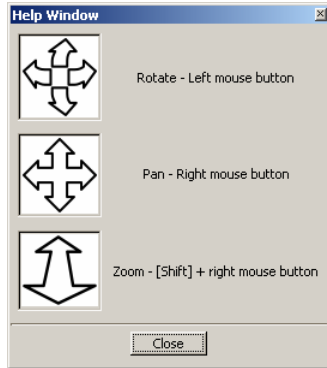 Help Window
Rotate - Left mouse button
Pan - Right mouse button
Zoom - [Shift] + right mouse button
Close